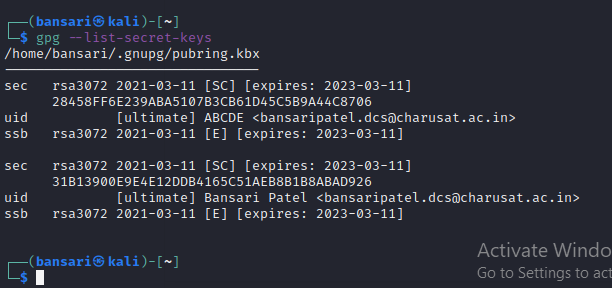 ┌──(bansari㉿kali)-[~]
└─$ gpg --list-secret-keys
/home/bansari/.gnupg/pubring.kbx
--------------------------------
sec   rsa3072 2021-03-11 [SC] [expires: 2023-03-11]
      28458FF6E239ABA5107B3CB61D45C5B9A44C8706
uid           [ultimate] ABCDE <bansaripatel.dcs@charusat.ac.in>
ssb   rsa3072 2021-03-11 [E] [expires: 2023-03-11]
sec   rsa3072 2021-03-11 [SC] [expires: 2023-03-11]
      31B13900E9E4E12DDB4165C51AEB8B1B8ABAD926
uid           [ultimate] Bansari Patel <bansaripatel.dcs@charusat.ac.in>
ssb   rsa3072 2021-03-11 [E] [expires: 2023-03-11]
┌──(bansari㉿kali)-[~]
└─$
Activate Windo
Go to Settings to act